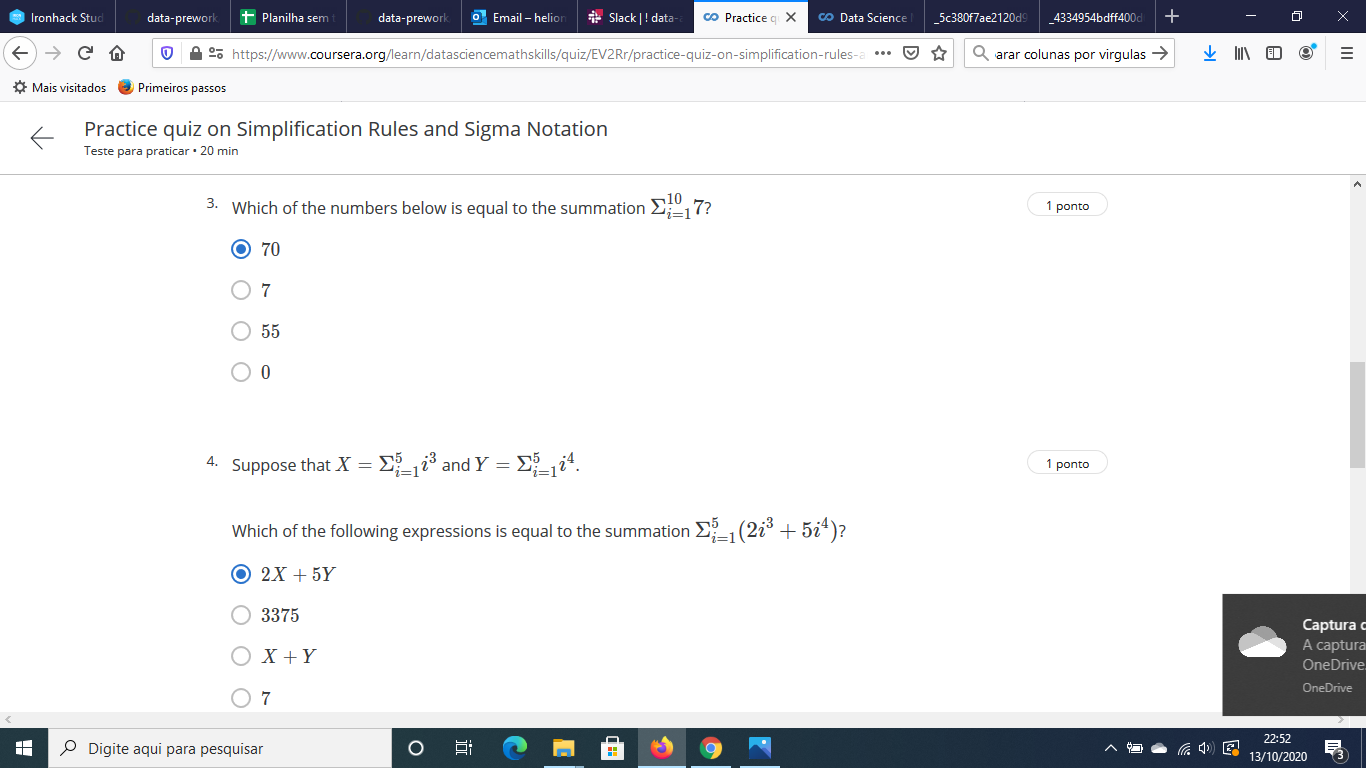 Ironhack Stud
data-prework
Planilha sem t
data-prework
Email – helion
Slack | ! data-
Practice q
Data Science
_5c380f7ae2120d9
_4334954bdff400d
https://www.coursera.org/learn/datasciencemathskills/quiz/EV2Rr/practice-quiz-on-simplification-rules-a
arar colunas por virgulas
Mais visitados
Primeiros passos
Practice quiz on Simplification Rules and Sigma Notation
Teste para praticar • 20 min
3. Which of the numbers below is equal to the summation Σ_{i=1}^{10} 7?
1 ponto
70
7
55
0
4. Suppose that X = Σ_{i=1}^{5} i^3 and Y = Σ_{i=1}^{5} i^4.
1 ponto
Which of the following expressions is equal to the summation Σ_{i=1}^{5} (2i^3 + 5i^4)?
2X + 5Y
3375
X + Y
7
Captura d
A captura
OneDrive.
OneDrive
Digite aqui para pesquisar
22:52
13/10/2020
3